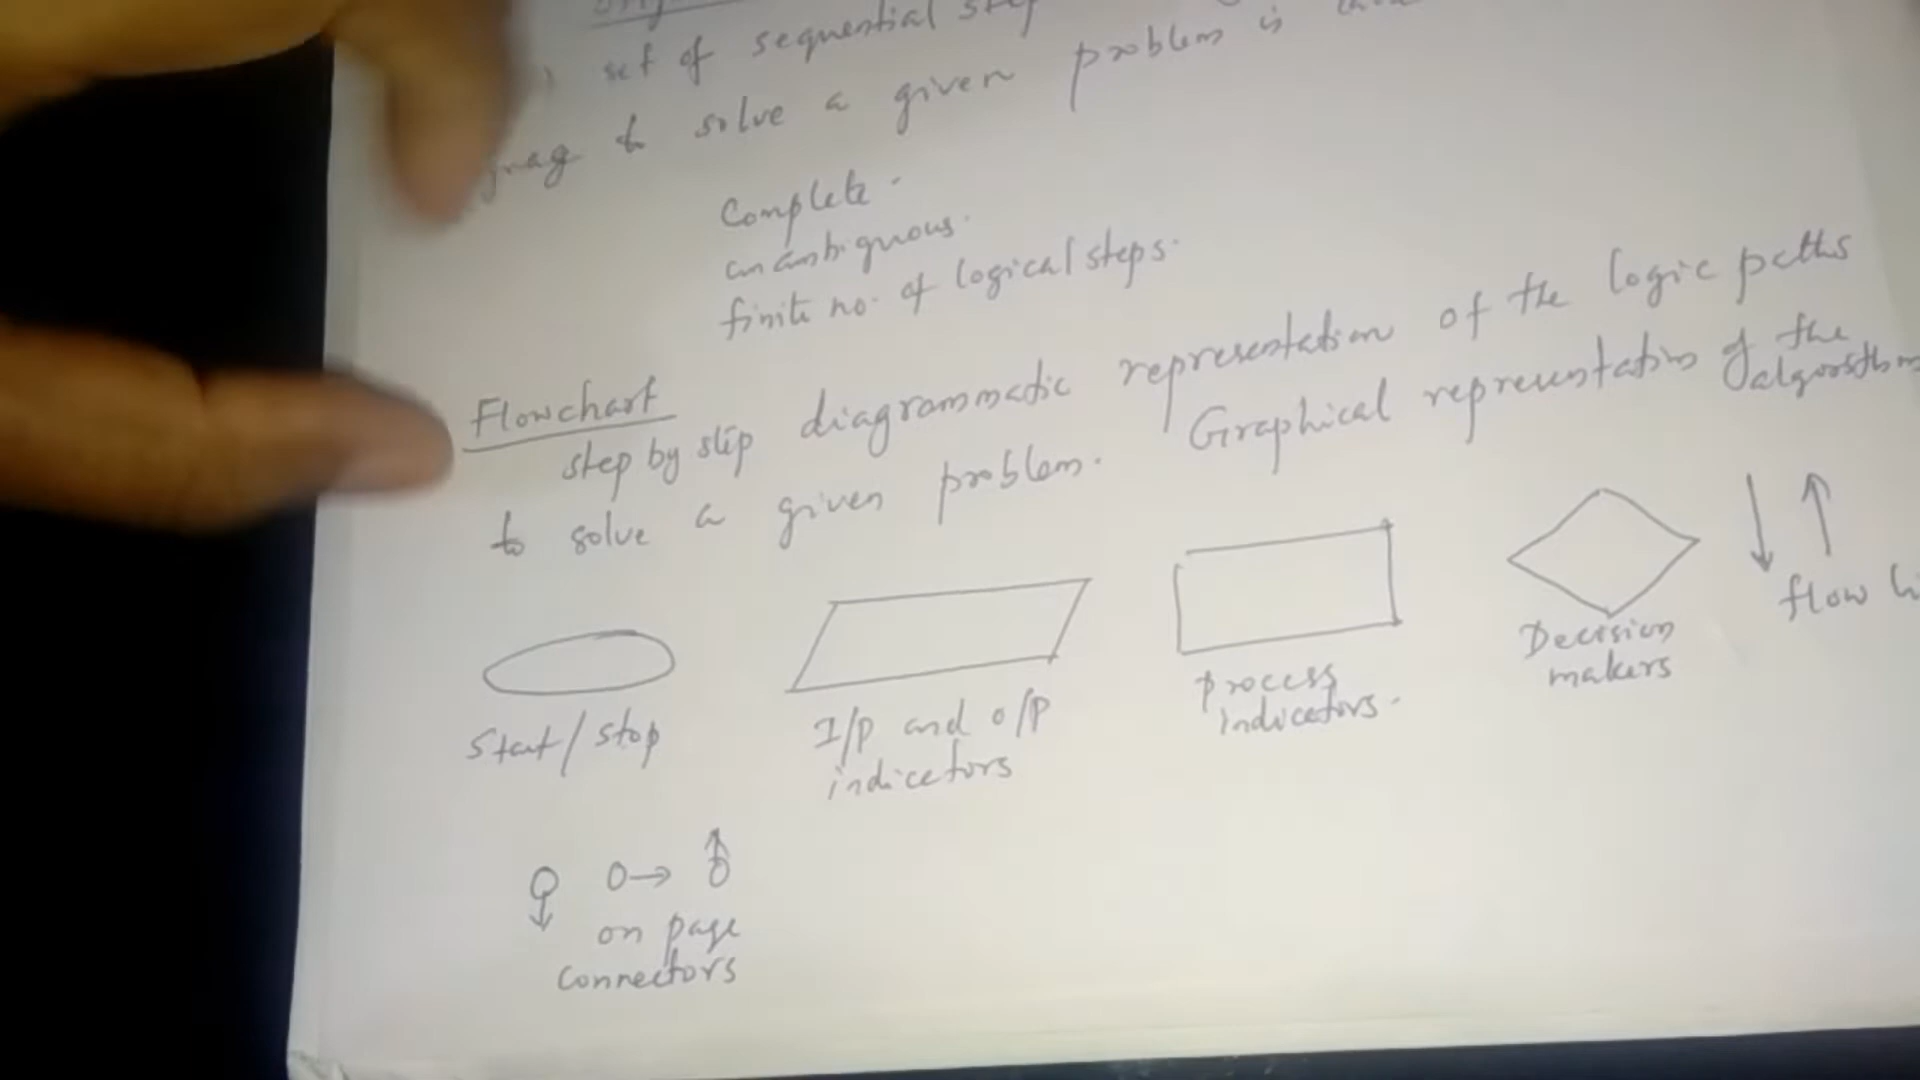 set of sequential
to solve a given problem is
Complete.
unambiguous.
finite no. of logical steps.
Flowchart
step by step diagrammatic representation of the logic paths
to solve a given problem. Graphical representation of the algorithm
Start/stop
I/P and O/P
indicators
process
indicators.
Decision
makers
flow
on page
connectors